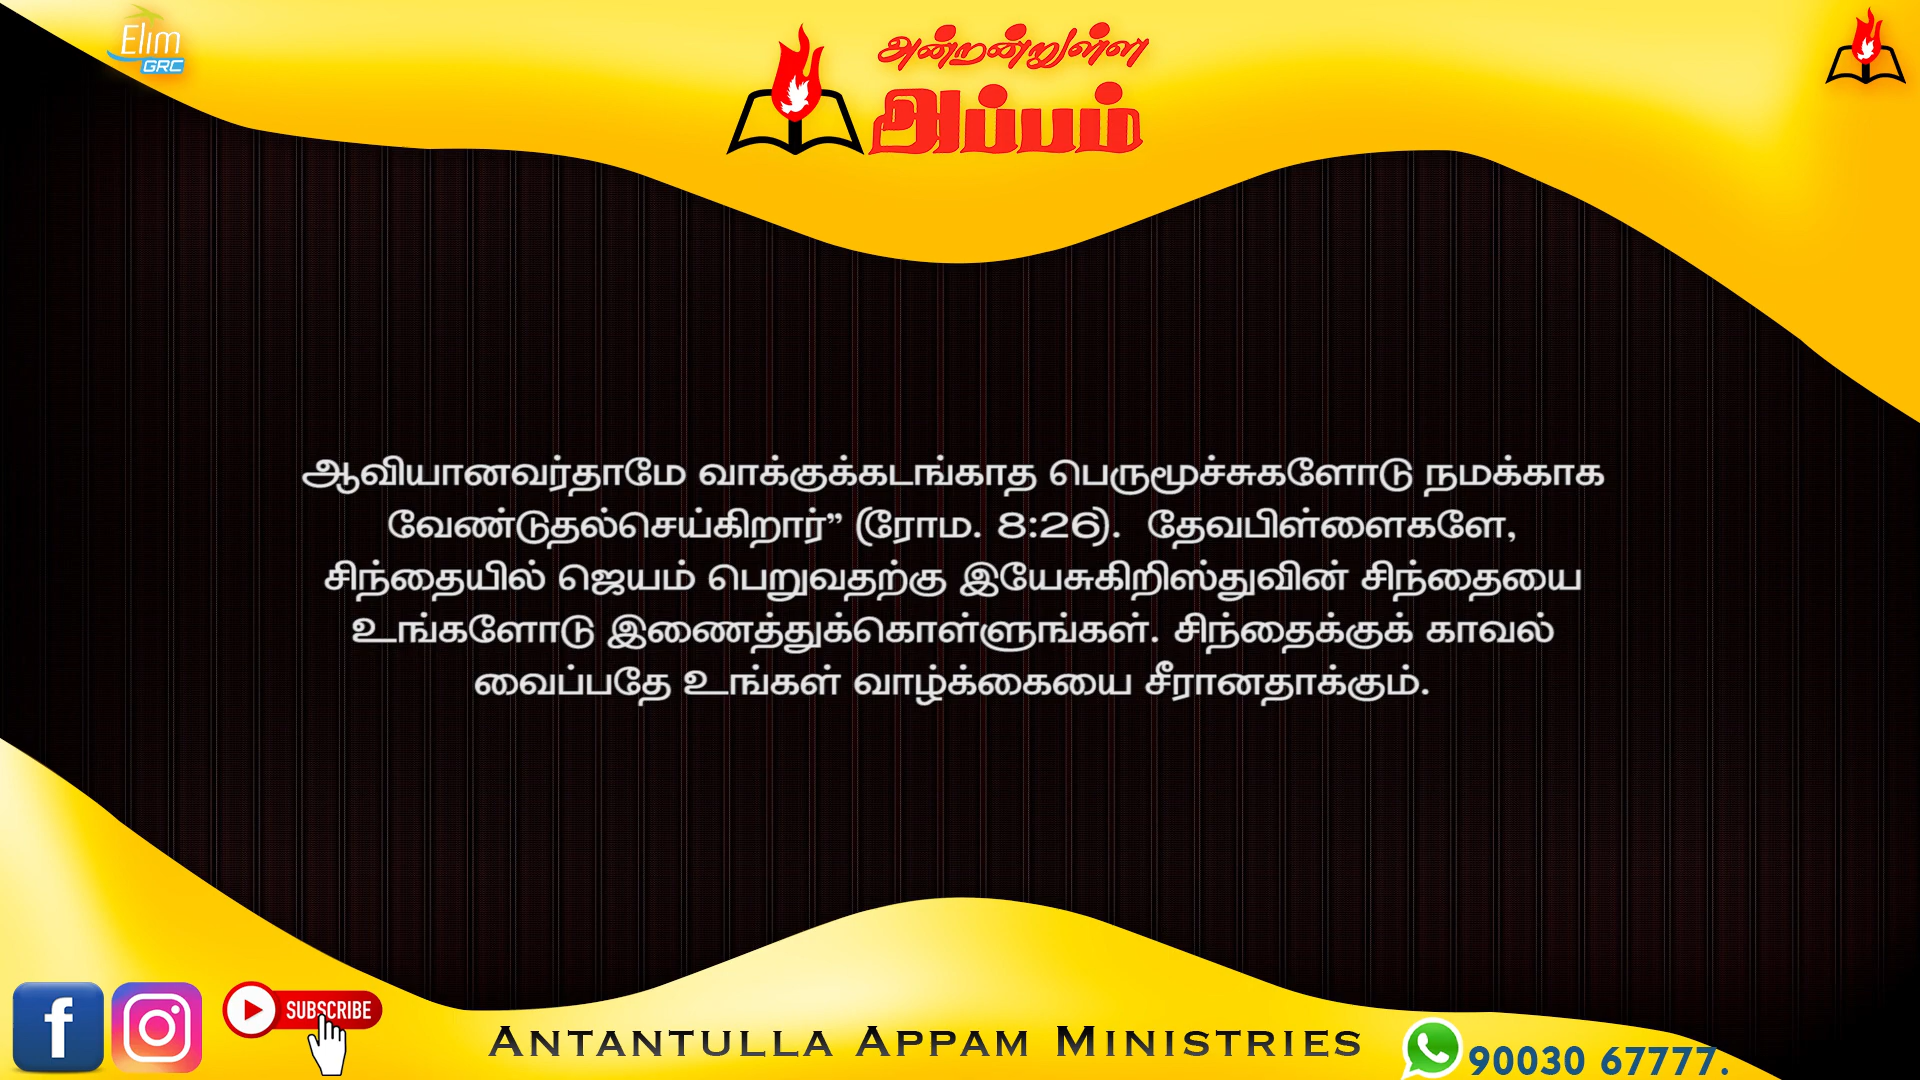 Elim
GRC
அன்றன்றுள்ள
அப்பம்
ஆவியானவர்தாமே வாக்குக்கடங்காத பெருமூச்சுகளோடு நமக்காக
வேண்டுதல்செய்கிறார்” (ரோம. 8:26). தேவபிள்ளைகளே,
சிந்தையில் ஜெயம் பெறுவதற்கு இயேசுகிறிஸ்துவின் சிந்தையை
உங்களோடு இணைத்துக்கொள்ளுங்கள். சிந்தைக்குக் காவல்
வைப்பதே உங்கள் வாழ்க்கையை சீரானதாக்கும்.
SUBSCRIBE
ANTANTULLA APPAM MINISTRIES
90030 67777.